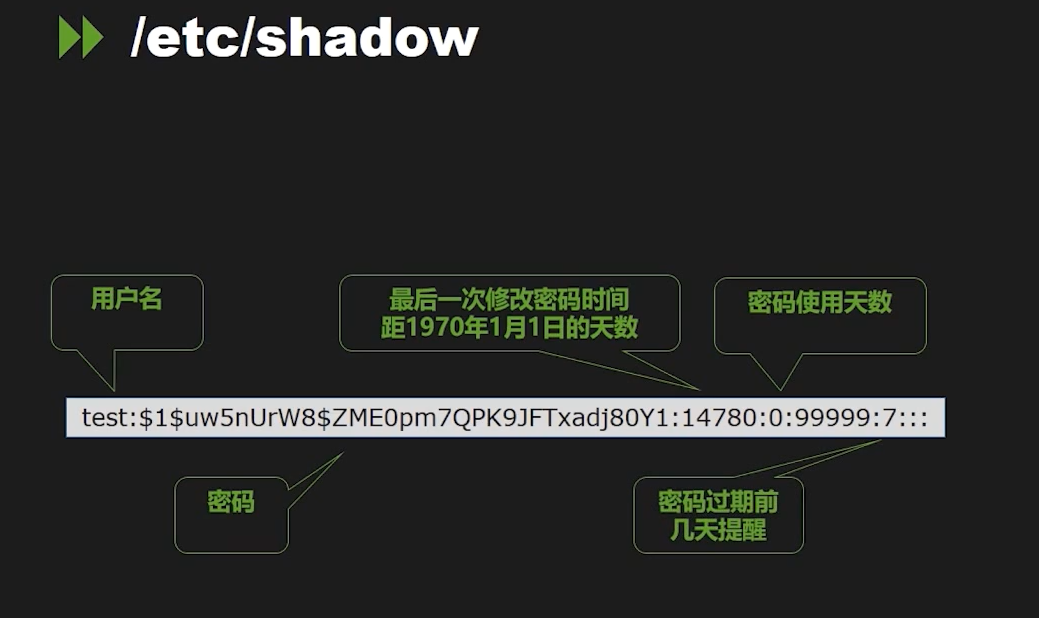 /etc/shadow
用户名
最后一次修改密码时间
距1970年1月1日的天数
密码使用天数
test:$1$uw5nUrW8$ZME0pm7QPK9JFTxadj80Y1:14780:0:99999:7:::
密码
密码过期前
几天提醒